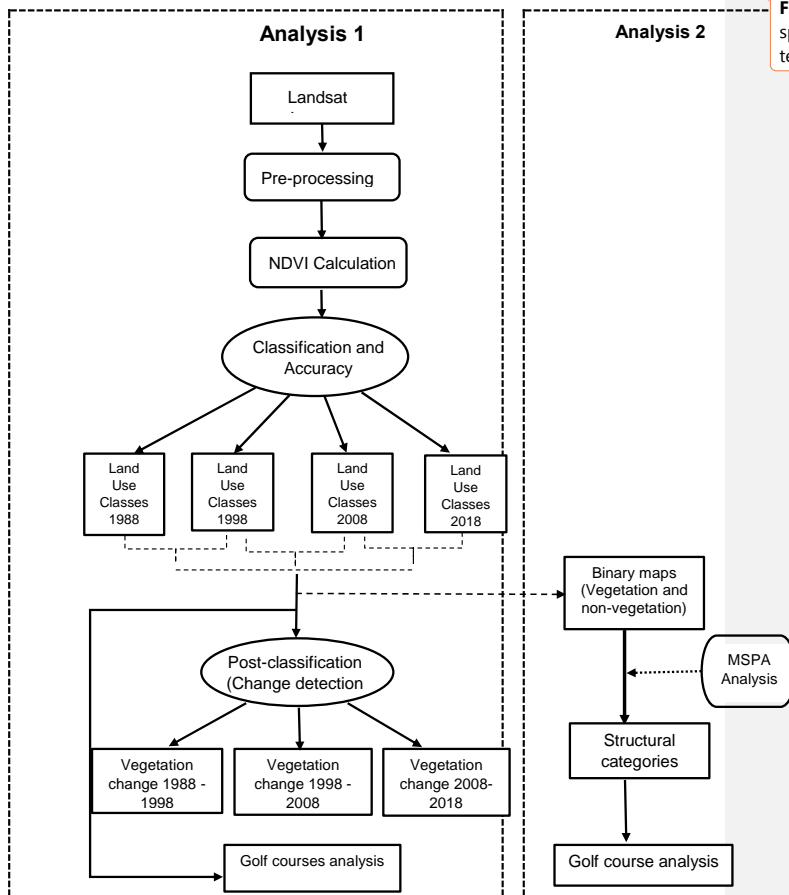 Analysis 1
Landsat
Pre-processing
NDVI Calculation
Classification and
Accuracy
Land
Use
Classes
1988
Land
Use
Classes
1998
Land
Use
Classes
2008
Land
Use
Classes
2018
Post-classification
(Change detection
Vegetation
change 1988 -
1998
Vegetation
change 1998 -
2008
Vegetation
change 2008-
2018
Golf courses analysis
Analysis 2
Binary maps
(Vegetation and
non-vegetation)
MSPA
Analysis
Structural
categories
Golf course analysis
F
sp
te